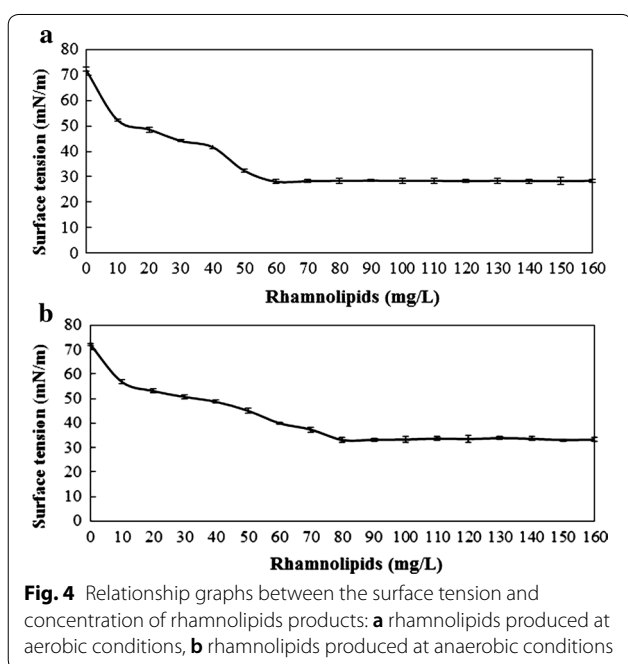 a
80
70
60
50
40
30
20
10
0
Surface tension (mN/m)
0 10 20 30 40 50 60 70 80 90 100 110 120 130 140 150 160
Rhamnolipids (mg/L)
b
80
70
60
50
40
30
20
10
0
Surface tension (mN/m)
0 10 20 30 40 50 60 70 80 90 100 110 120 130 140 150 160
Rhamnolipids (mg/L)
Fig. 4 Relationship graphs between the surface tension and
concentration of rhamnolipids products: a rhamnolipids produced at
aerobic conditions, b rhamnolipids produced at anaerobic conditions